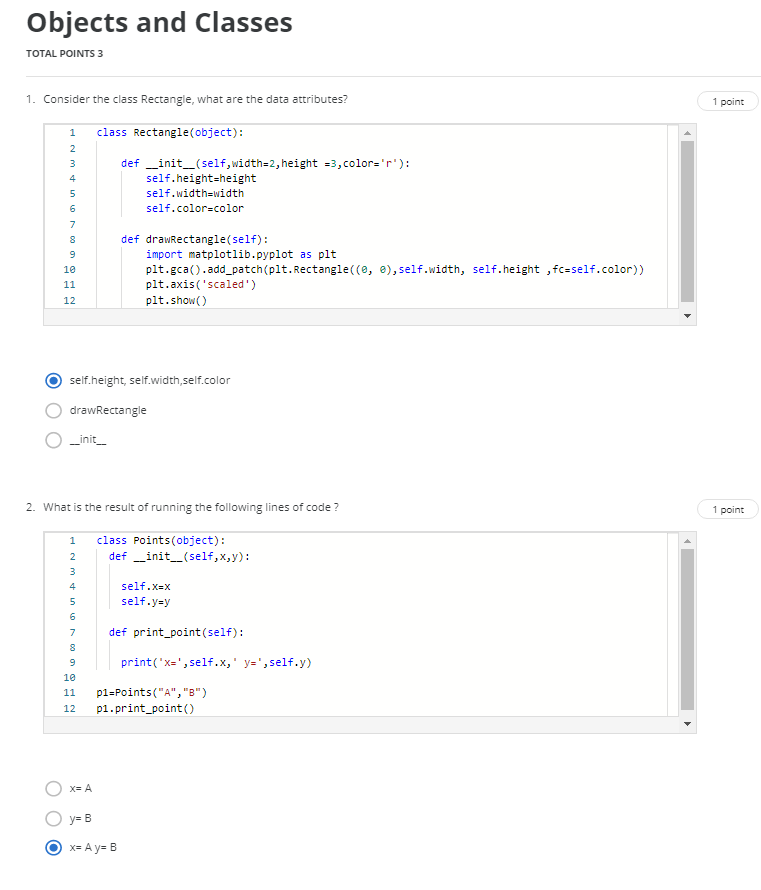 Objects and Classes
TOTAL POINTS 3
1. Consider the class Rectangle, what are the data attributes?
1 point
1 class Rectangle(object):
2
3 def __init__(self,width=2,height =3,color='r'):
4 self.height=height
5 self.width=width
6 self.color=color
7
8 def drawRectangle(self):
9 import matplotlib.pyplot as plt
10 plt.gca().add_patch(plt.Rectangle((0, 0),self.width, self.height ,fc=self.color))
11 plt.axis('scaled')
12 plt.show()
self.height, self.width,self.color
drawRectangle
__init__
2. What is the result of running the following lines of code ?
1 point
1 class Points(object):
2 def __init__(self,x,y):
3
4 self.x=x
5 self.y=y
6
7 def print_point(self):
8
9 print('x=',self.x,' y=',self.y)
10
11 p1=Points("A","B")
12 p1.print_point()
x= A
y= B
x= A y= B